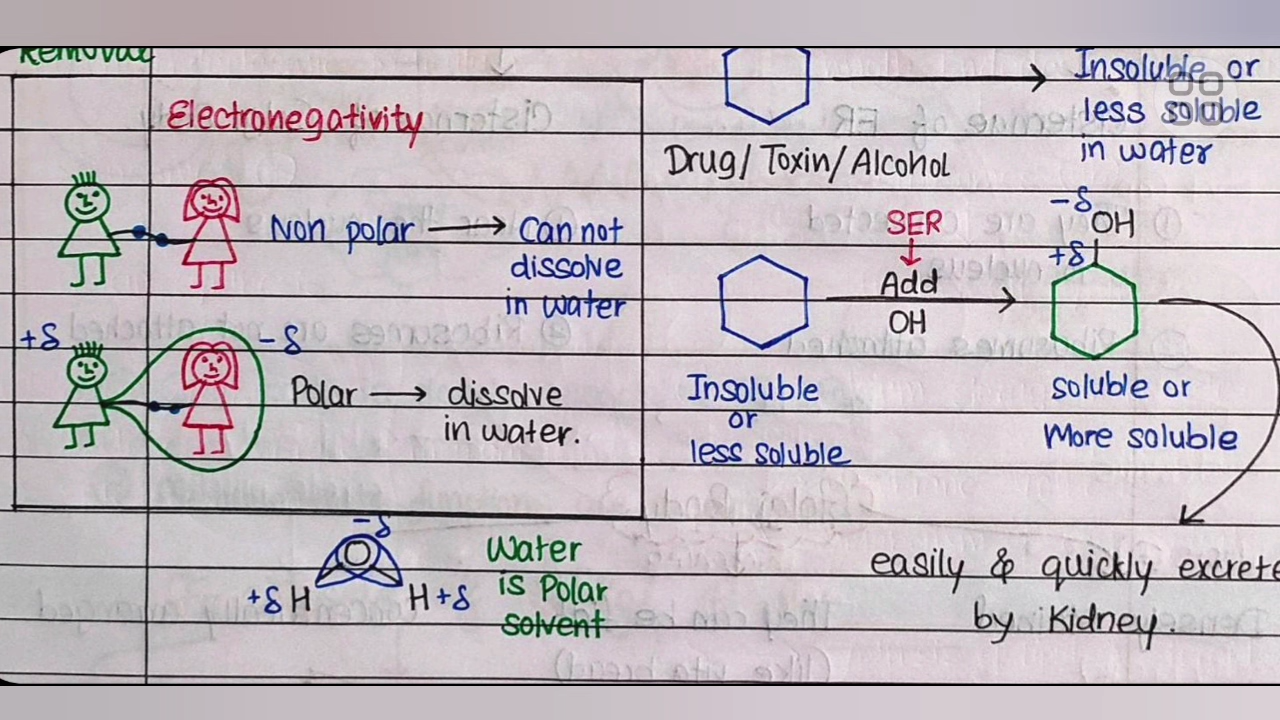 Removal
Electronegativity
Non polar → Can not
dissolve
in water
+δ
-δ
Polar → dissolve
in water.
-δ
+δ H
H +δ
Water
is Polar
solvent
→ Insoluble or
less soluble
in water
Drug/ Toxin/ Alcohol
SER
↓
Add
OH
-δ
OH
+δ
Insoluble
or
less soluble
soluble or
More soluble
easily & quickly excrete
by Kidney.